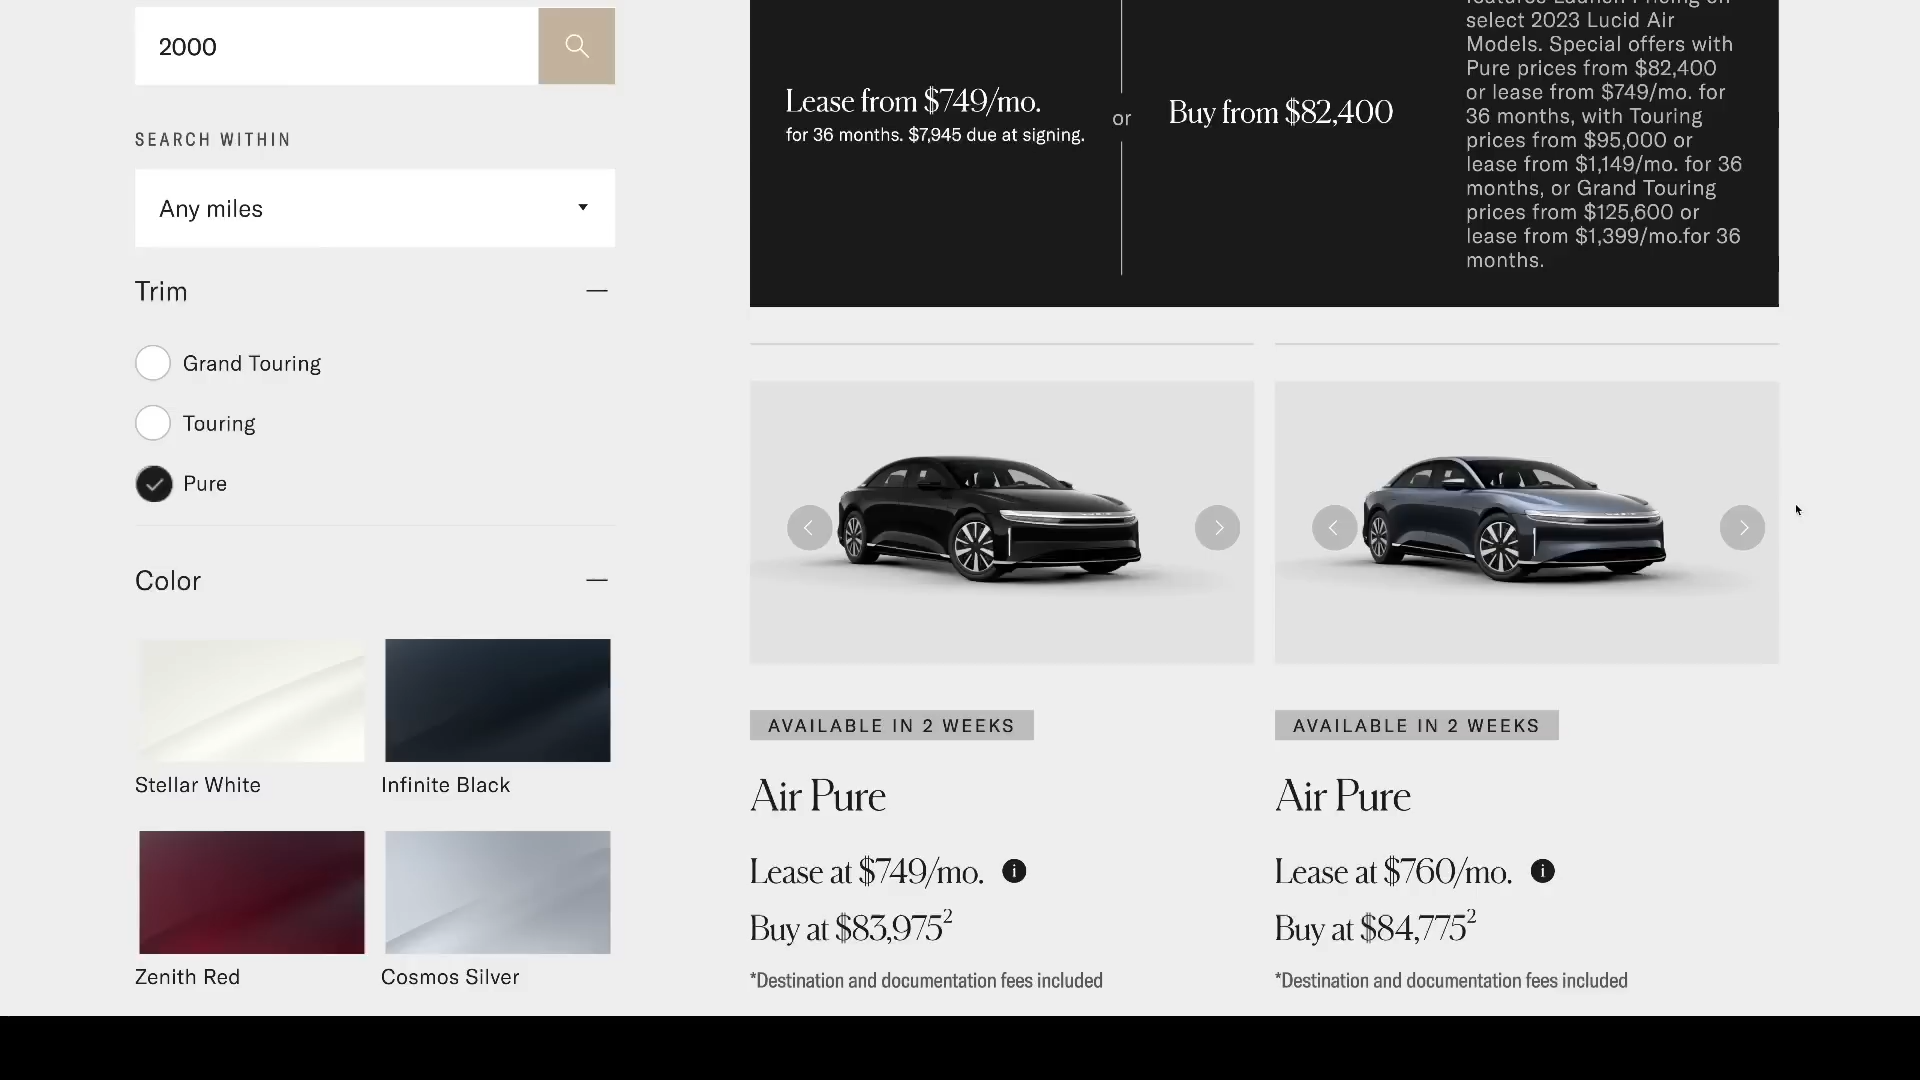 2000
SEARCH WITHIN
Any miles
Trim
Grand Touring
Touring
Pure
Color
Stellar White
Infinite Black
Zenith Red
Cosmos Silver
Lease from $749/mo.
for 36 months. $7,945 due at signing.
or
Buy from $82,400
select 2023 Lucid Air
Models. Special offers with
Pure prices from $82,400
or lease from $749/mo. for
36 months, with Touring
prices from $95,000 or
lease from $1,149/mo. for 36
months, or Grand Touring
prices from $125,600 or
lease from $1,399/mo.for 36
months.
AVAILABLE IN 2 WEEKS
Air Pure
Lease at $749/mo. i
Buy at $83,975²
*Destination and documentation fees included
AVAILABLE IN 2 WEEKS
Air Pure
Lease at $760/mo. i
Buy at $84,775²
*Destination and documentation fees included